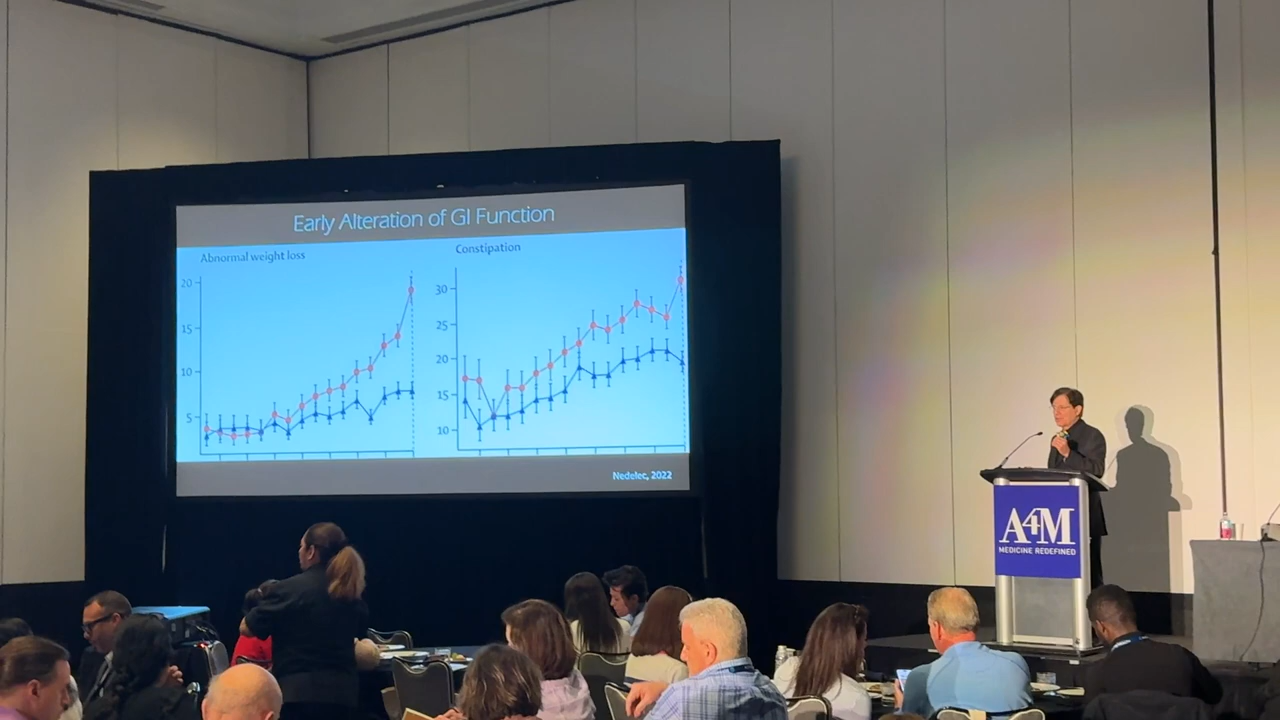 Early Alteration of GI Function
Abnormal weight loss
20
15
10
5
Constipation
30
25
20
15
10
Nedelec, 2022
A4M
MEDICINE REDEFINED